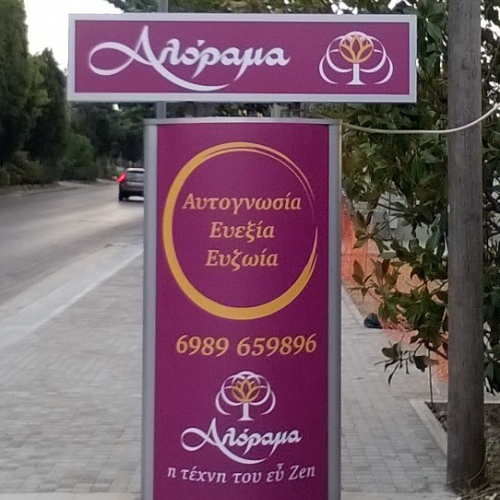 Αλόραμα
Αυτογνωσία
Ευεξία
Ευζωία
6989 659896
Αλόραμα
η τέχνη του εὖ Zen